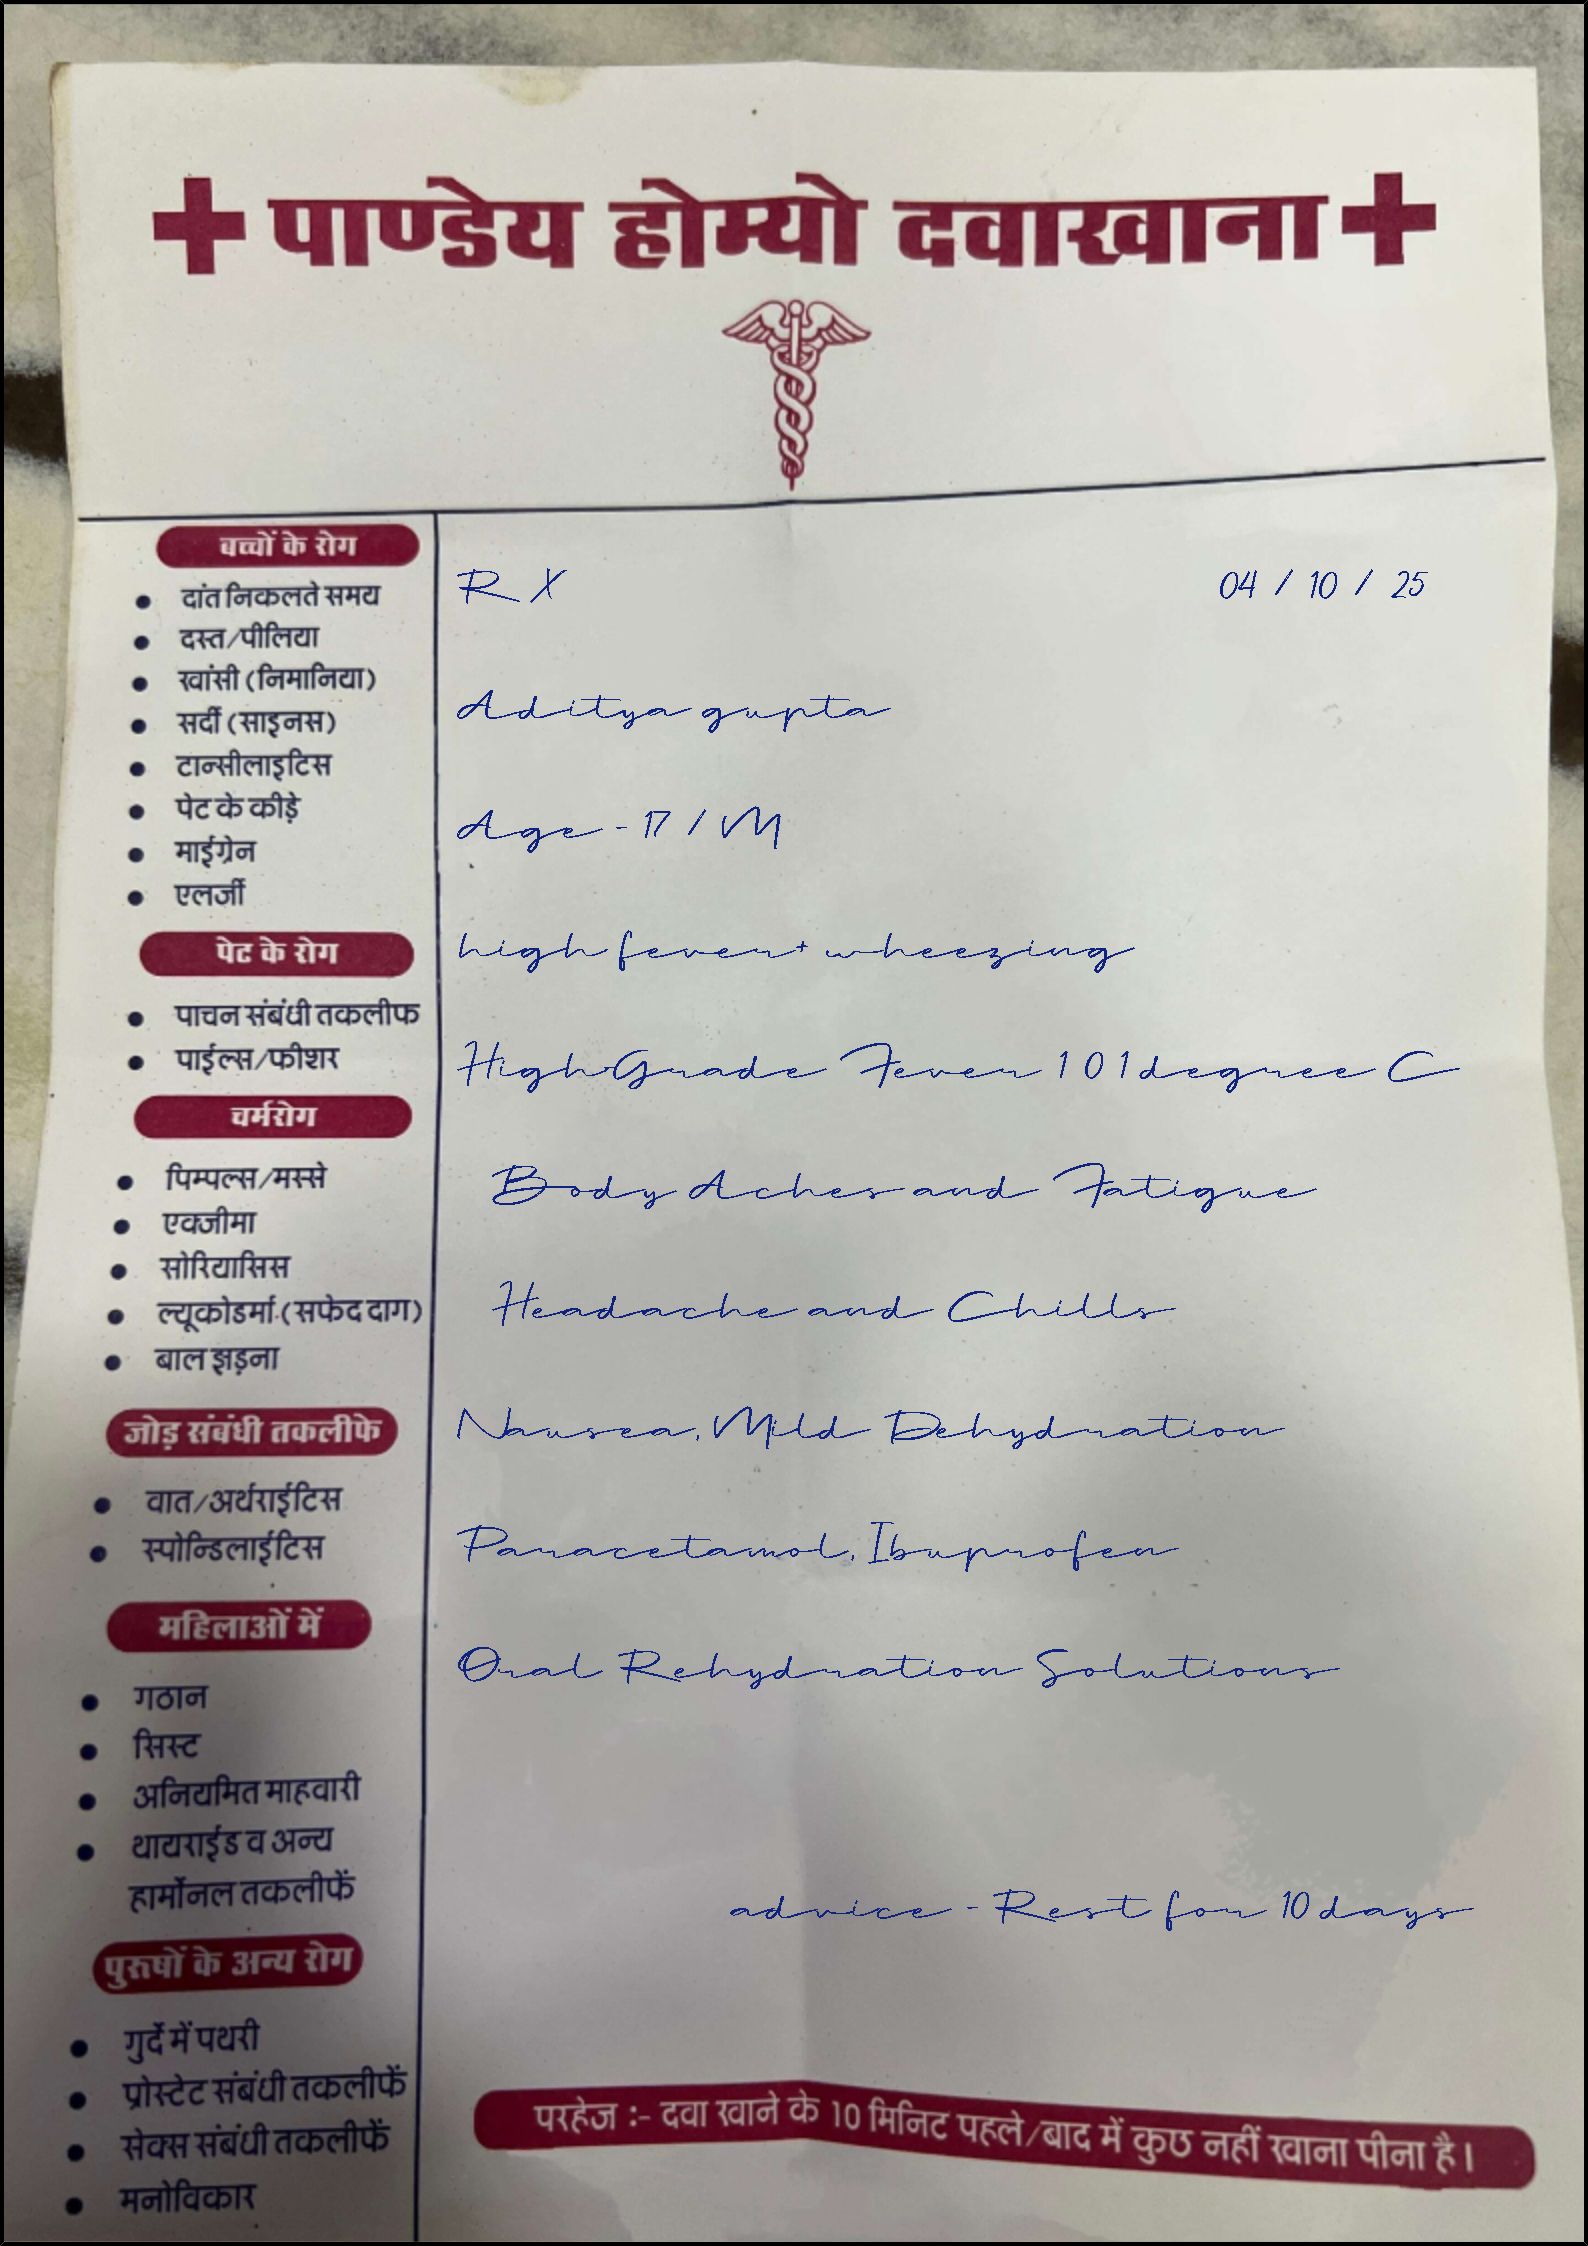 पाण्डेय होम्यो दवाखाना
बच्चों के रोग
दांत निकलते समय
दस्त/पीलिया
खांसी (निमानिया)
सर्दी (साइनस)
टान्सीलाइटिस
पेट के कीड़े
माईग्रेन
एलर्जी
पेट के रोग
पाचन संबंधी तकलीफ
पाईल्स/फीशर
चर्मरोग
पिम्पल्स/मस्से
एक्जीमा
सोरियासिस
ल्यूकोडर्मा (सफेद दाग)
बाल झड़ना
जोड़ संबंधी तकलीफे
वात/अर्थराईटिस
स्पोन्डिलाईटिस
महिलाओं में
गठान
सिस्ट
अनियमित माहवारी
थायराईड व अन्य
हार्मोनल तकलीफें
पुरूषों के अन्य रोग
गुर्दे में पथरी
प्रोस्टेट संबंधी तकलीफें
सेक्स संबंधी तकलीफें
मनोविकार
R X 04 / 10 / 25
Aditya gupta
Age - 17 / M
high fever+ wheezing
High-Grade Fever 101 degree C
Body Aches and Fatigue
Headache and Chills
Nausea, Mild Dehydration
Paracetamol, Ibuprofen
Oral Rehydration Solutions
advice - Rest for 10 days
परहेज :- दवा खाने के 10 मिनिट पहले/बाद में कुछ नहीं खाना पीना है।